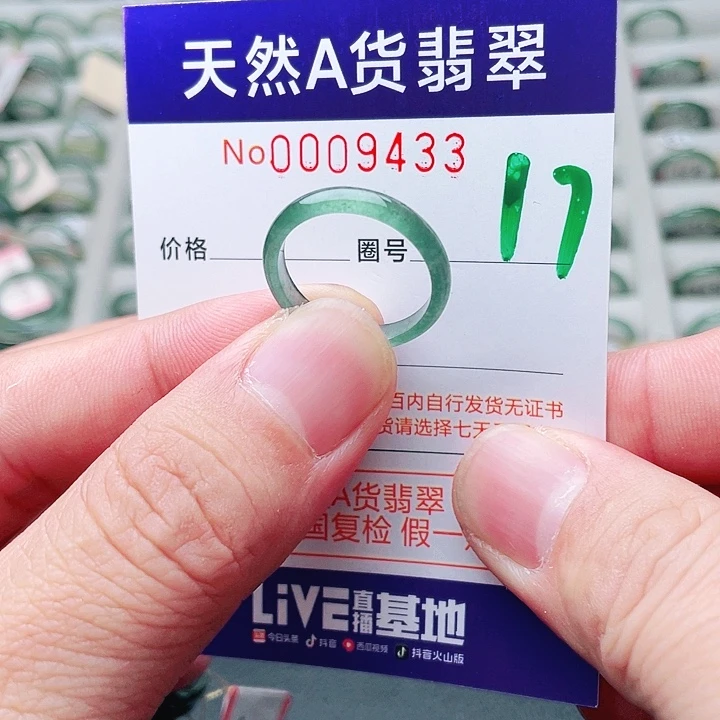 天然A货翡翠
No0009433
17
价格 圈号
百内自行发货无证书
货请选择七天
A货翡翠
国复检 假一
LiVE直播基地
今日头条 抖音 西瓜视频 抖音火山版